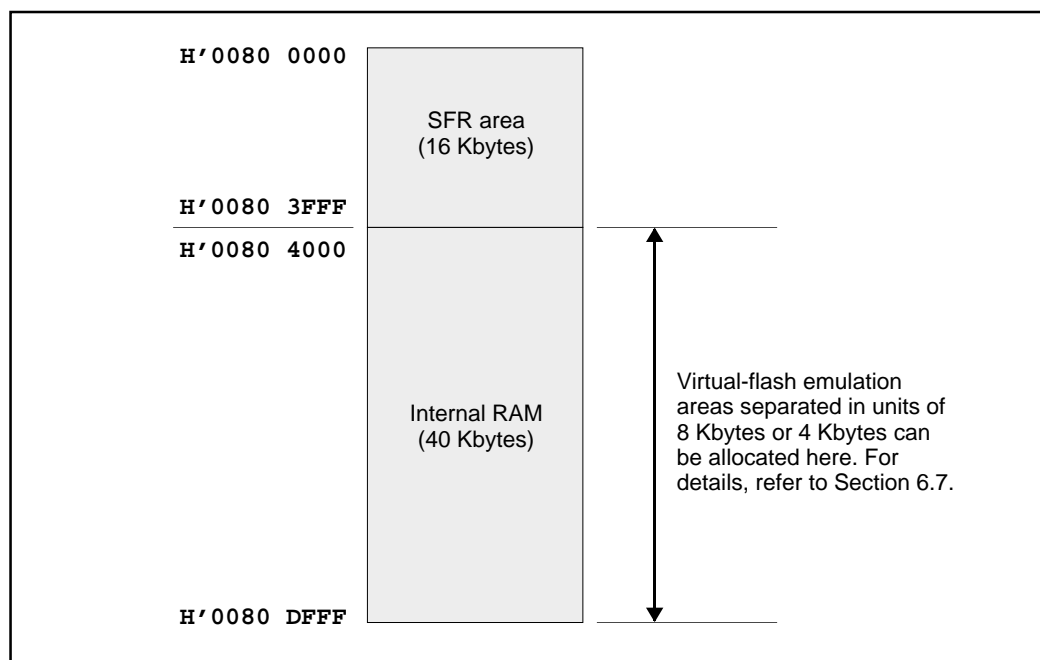 H'0080 0000
SFR area
(16 Kbytes)
H'0080 3FFF
H'0080 4000
Internal RAM
(40 Kbytes)
Virtual-flash emulation
areas separated in units of
8 Kbytes or 4 Kbytes can
be allocated here. For
details, refer to Section 6.7.
H'0080 DFFF